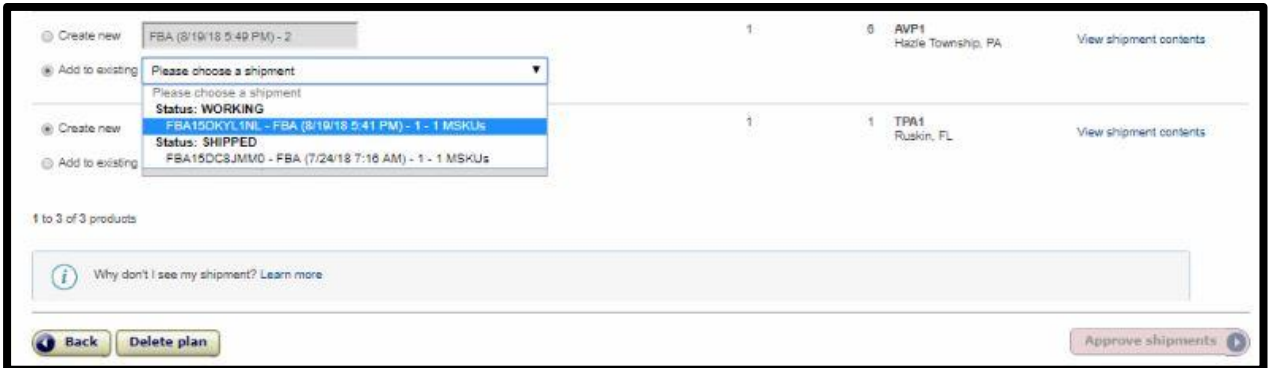 Create new FBA (8/19/18 5:49 PM) - 2 1 6 AVP1
Hazle Township, PA View shipment contents
Add to existing Please choose a shipment
Please choose a shipment
Status: WORKING
FBA15DKYL1NL - FBA (8/19/18 5:41 PM) - 1 - 1 MSKUs
Create new 1 1 TPA1
Status: SHIPPED Ruskin, FL View shipment contents
Add to existing FBA15DC8JMM0 - FBA (7/24/18 7:16 AM) - 1 - 1 MSKUs
1 to 3 of 3 products
Why don't I see my shipment? Learn more
Back Delete plan Approve shipments